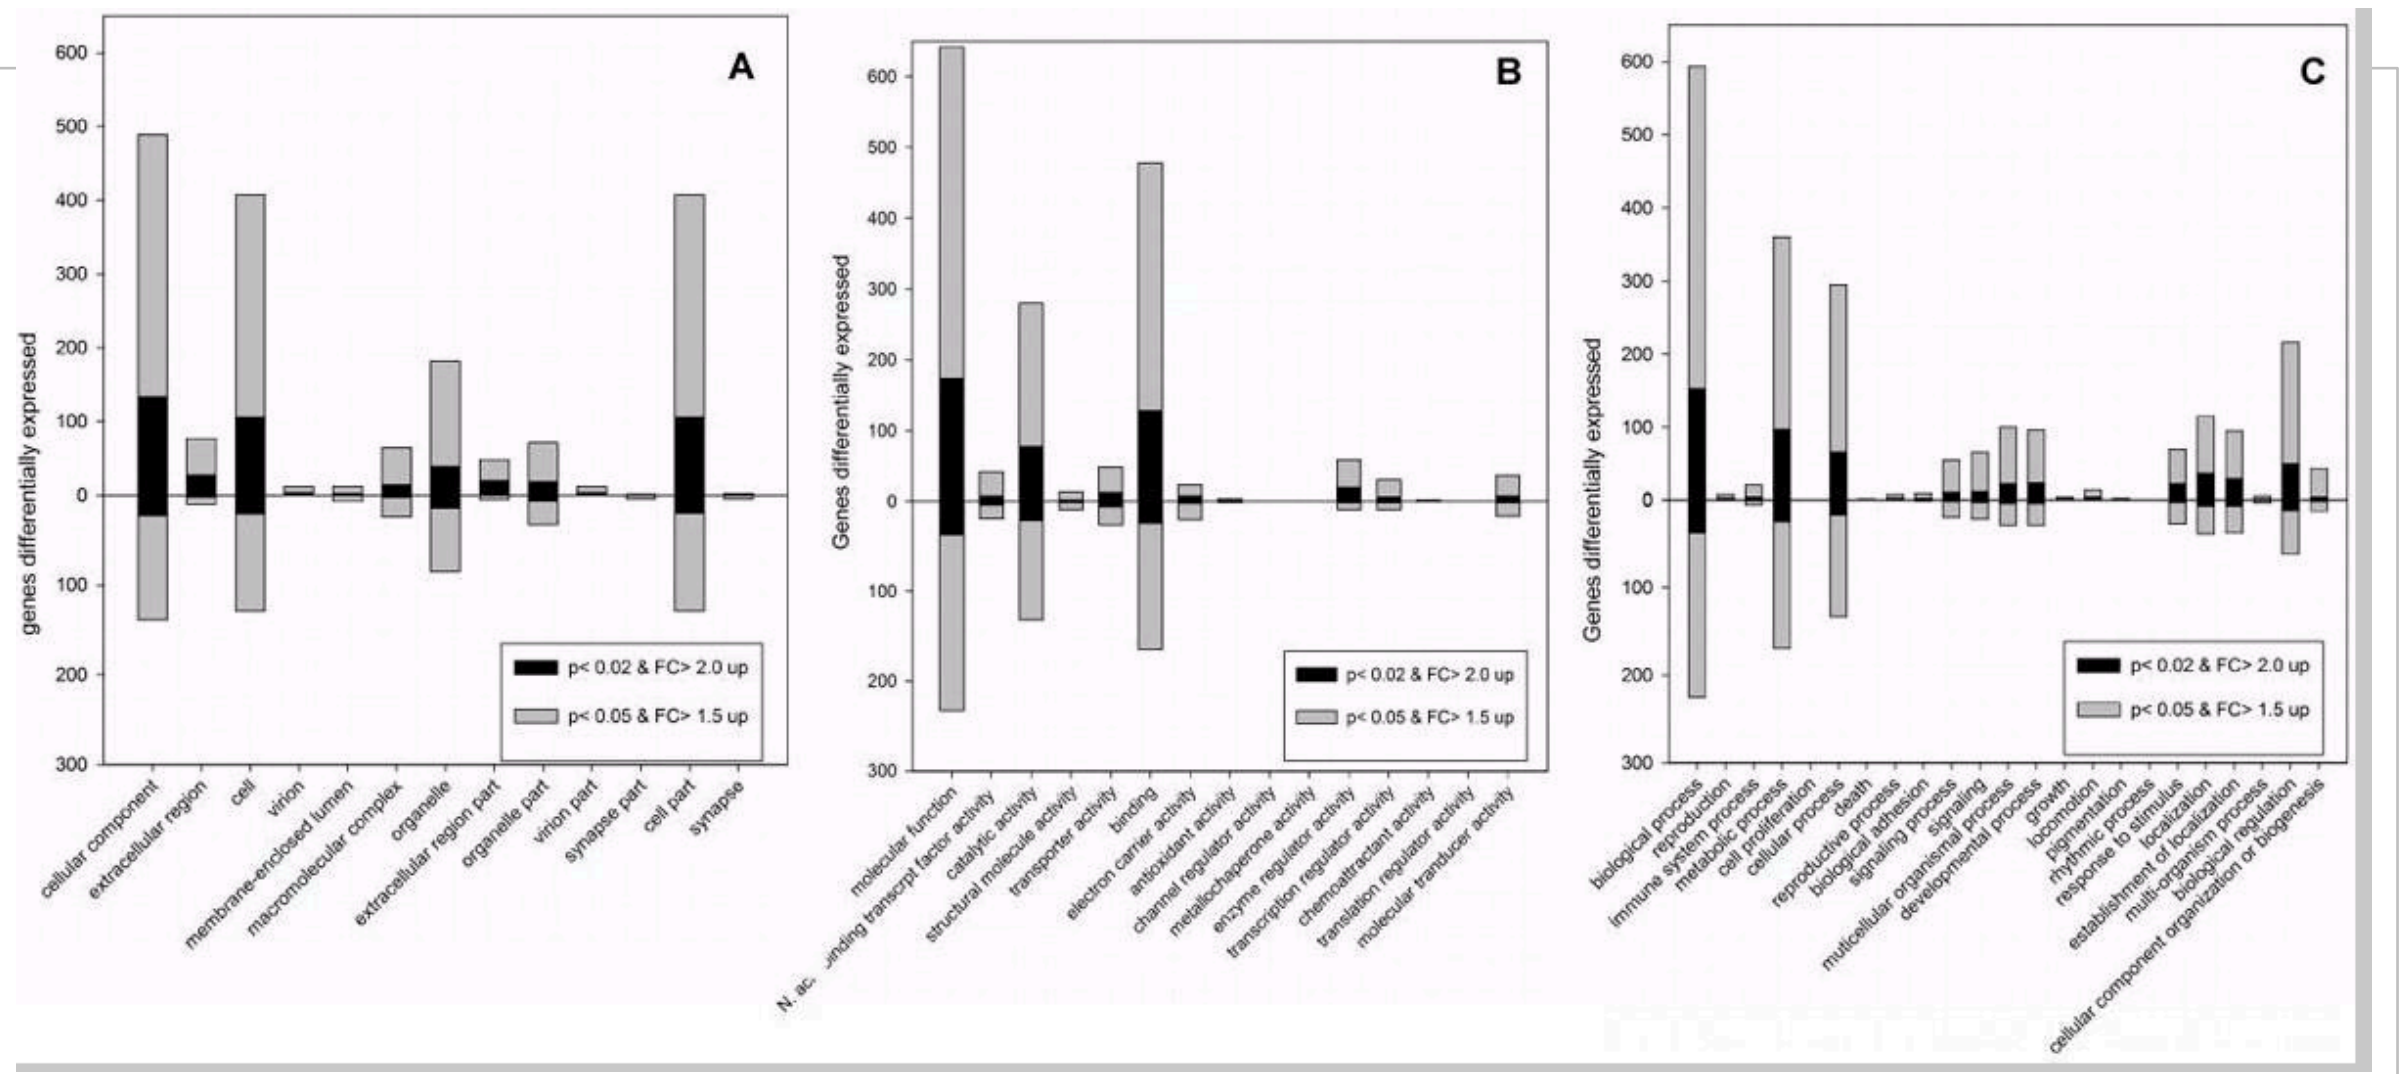 A
600
500
400
300
200
100
0
100
200
300
genes differentially expressed
p< 0.02 & FC> 2.0 up
p< 0.05 & FC> 1.5 up
cellular component
extracellular region
cell
virion
membrane-enclosed lumen
macromolecular complex
organelle
extracellular region part
organelle part
virion part
synapse part
cell part
synapse
B
600
500
400
300
200
100
0
100
200
300
Genes differentially expressed
p< 0.02 & FC> 2.0 up
p< 0.05 & FC> 1.5 up
molecular function
N. transcrpt factor activity
catalytic activity
structural molecule activity
transporter activity
binding
electron carrier activity
antioxidant activity
channel regulator activity
metallochaperone activity
enzyme regulator activity
transcription regulator activity
chemoattractant activity
translation regulator activity
molecular transducer activity
C
600
500
400
300
200
100
0
100
200
300
Genes differentially expressed
p< 0.02 & FC> 2.0 up
p< 0.05 & FC> 1.5 up
biological process
reproduction
immune system process
metabolic process
cell proliferation
cellular process
death
reproductive process
biological adhesion
signaling process
signaling
muticellular organismal process
developmental process
growth
locomotion
pigmentation
rhythmic process
response to stimulus
localization
establishment of localization
multi-organism process
biological regulation
cellular component organization or biogenesis